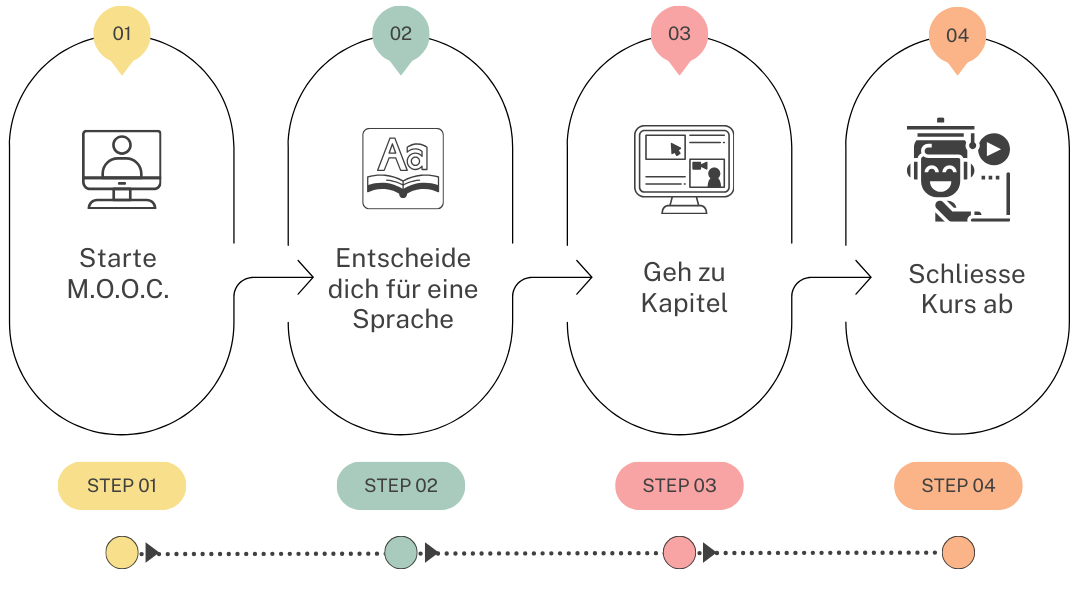 01
02
03
04
Aa
Starte
M.O.O.C.
Entscheide
dich für eine
Sprache
Geh zu
Kapitel
Schliesse
Kurs ab
STEP 01
STEP 02
STEP 03
STEP 04